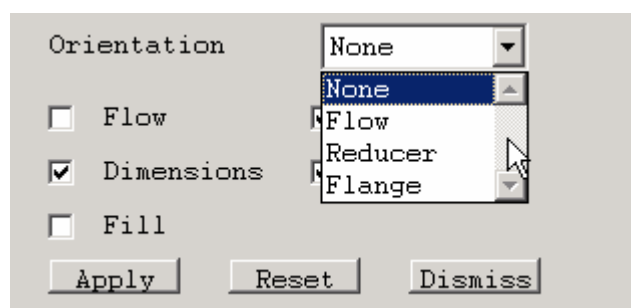 Orientation None
None
Flow Flow
Reducer
Dimensions Flange
Fill
Apply Reset Dismiss